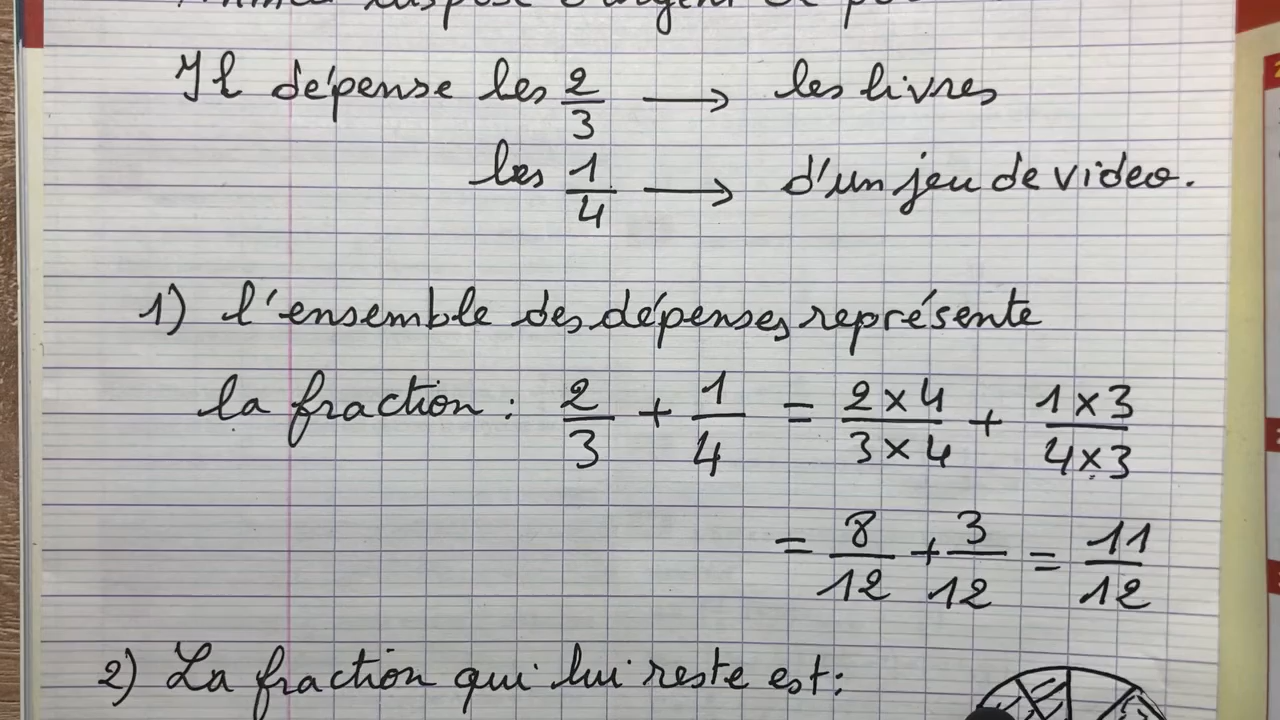 Il dépense les 2/3 → les livres
les 1/4 → d'un jeu de video.
1) l'ensemble des dépenses représente
la fraction : 2/3 + 1/4 = 2×4/3×4 + 1×3/4×3
= 8/12 + 3/12 = 11/12
2) La fraction qui lui reste est :